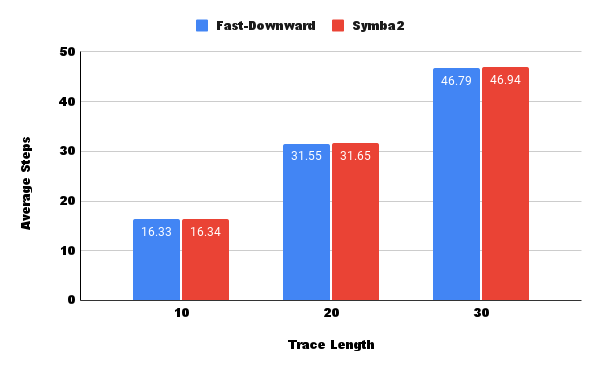 Fast-Downward Symba2
50
40
30
20
10
0
Average Steps
16.33 16.34
31.55 31.65
46.79 46.94
10 20 30
Trace Length